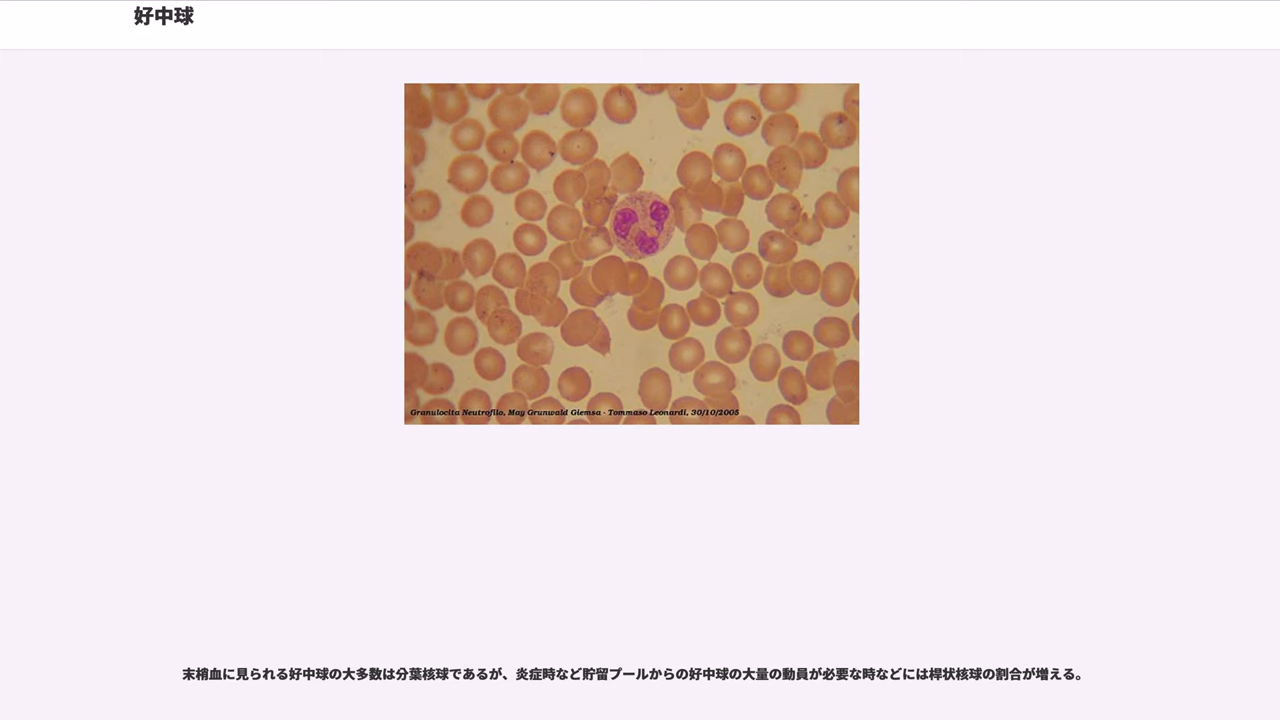 好中球
Granulocita Neutrofilo, May Grunwald Giemsa - Tommaso Leonardi, 30/10/2005
末梢血に見られる好中球の大多数は分葉核球であるが、炎症時など貯留プールからの好中球の大量の動員が必要な時などには桿状核球の割合が増える。